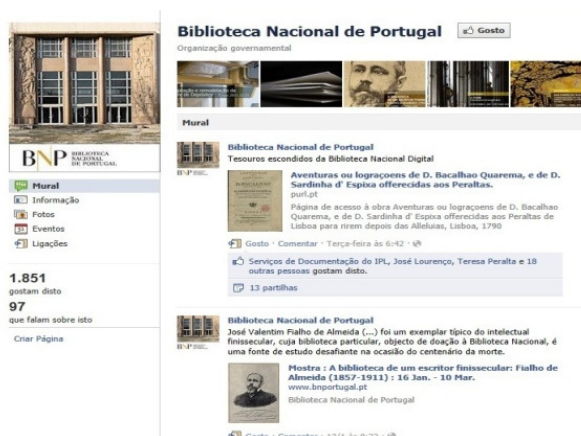 BNP BIBLIOTECA
NACIONAL
DE PORTUGAL
Mural
Informação
Fotos
Eventos
Ligações
1.851
gostam disto
97
que falam sobre isto
Criar Página
Biblioteca Nacional de Portugal
Gosto
Organização governamental
Mural
Biblioteca Nacional de Portugal
Tesouros escondidos da Biblioteca Nacional Digital
Aventuras ou lograçoens de D. Bacalhao Quarema, e de D.
Sardinha d' Espixa offerecidas aos Peraltas.
purl.pt
Página de acesso à obra Aventuras ou lograçoens de D. Bacalhao
Quarema, e de D. Sardinha d' Espixa offerecidas aos Peraltas de
Lisboa para rirem depois das Alleluias, Lisboa, 1790
Gosto · Comentar · Terça-feira às 6:42 ·
Serviços de Documentação do IPL, José Lourenço, Teresa Peralta e 18
outras pessoas gostam disto.
13 partilhas
Biblioteca Nacional de Portugal
José Valentim Fialho de Almeida (...) foi um exemplar típico do intelectual
finissecular, cuja biblioteca particular, objecto de doação à Biblioteca Nacional, é
uma fonte de estudo desafiante na ocasião do centenário da morte.
Mostra : A biblioteca de um escritor finissecular: Fialho de
Almeida (1857-1911) : 16 Jan. - 10 Mar.
www.bnportugal.pt
Biblioteca Nacional de Portugal
Gosto · Comentar